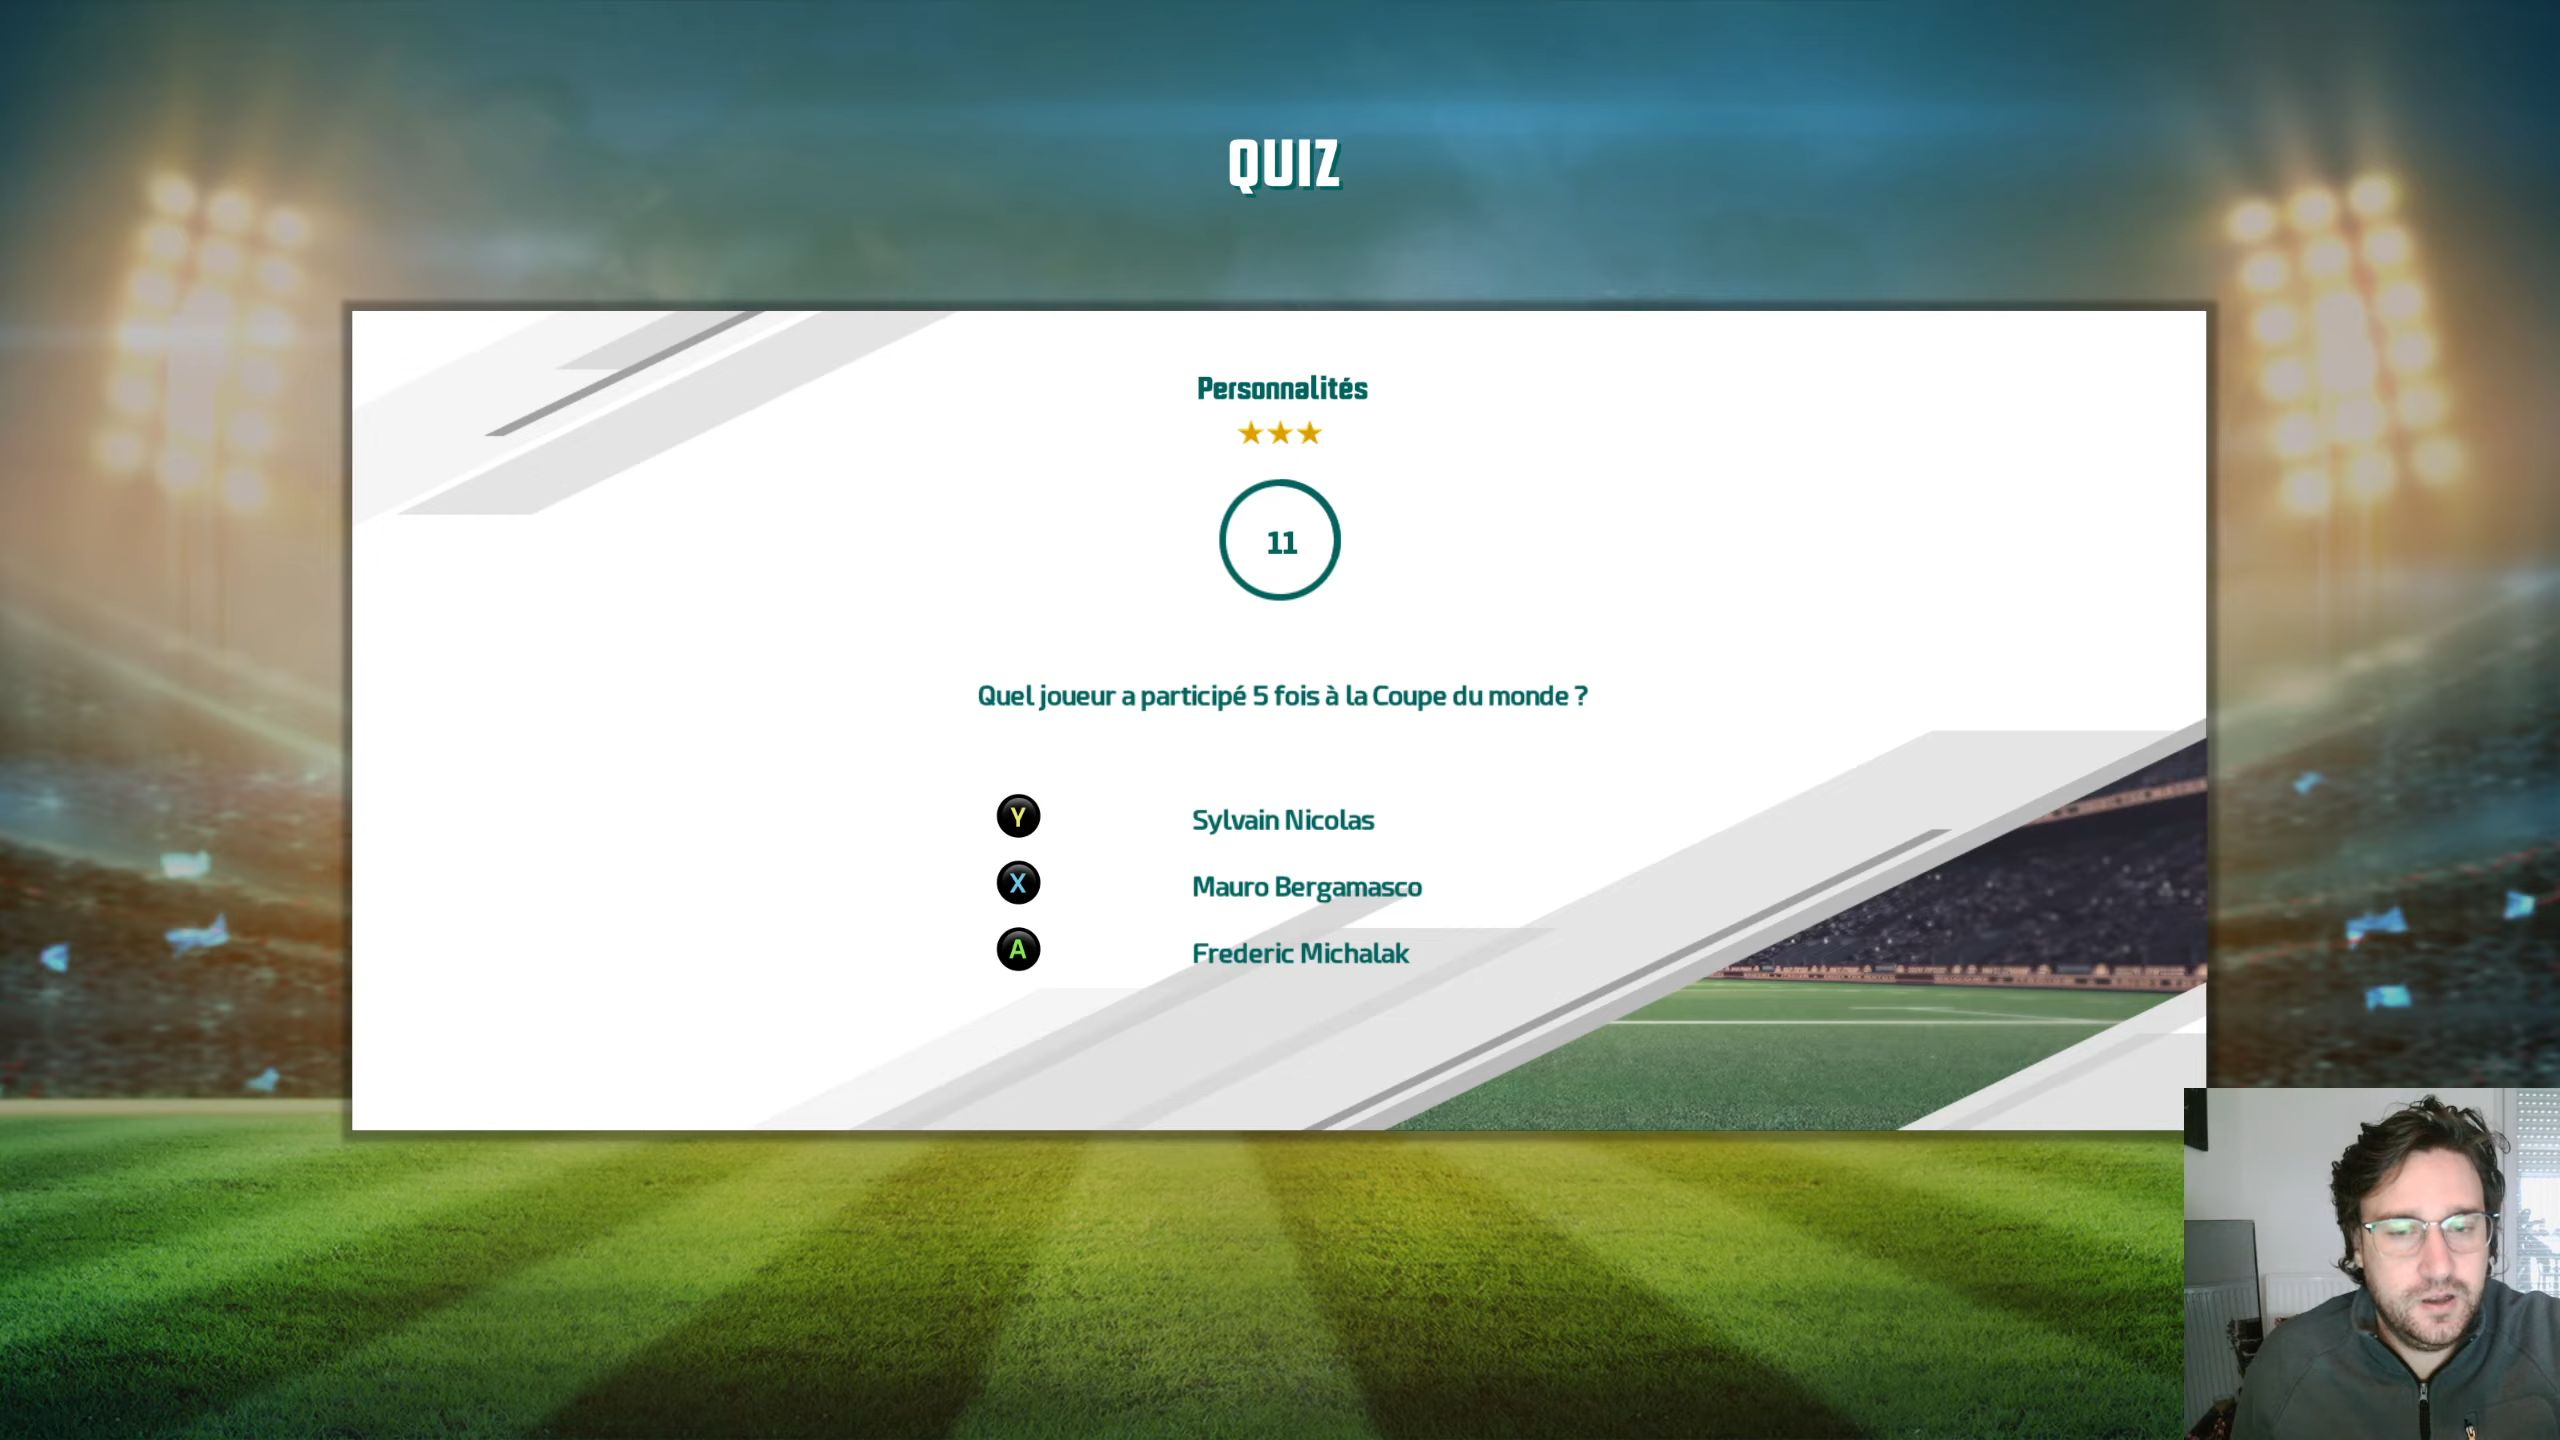 QUIZ
Personnalités
11
Quel joueur a participé 5 fois à la Coupe du monde ?
Y Sylvain Nicolas
X Mauro Bergamasco
A Frederic Michalak